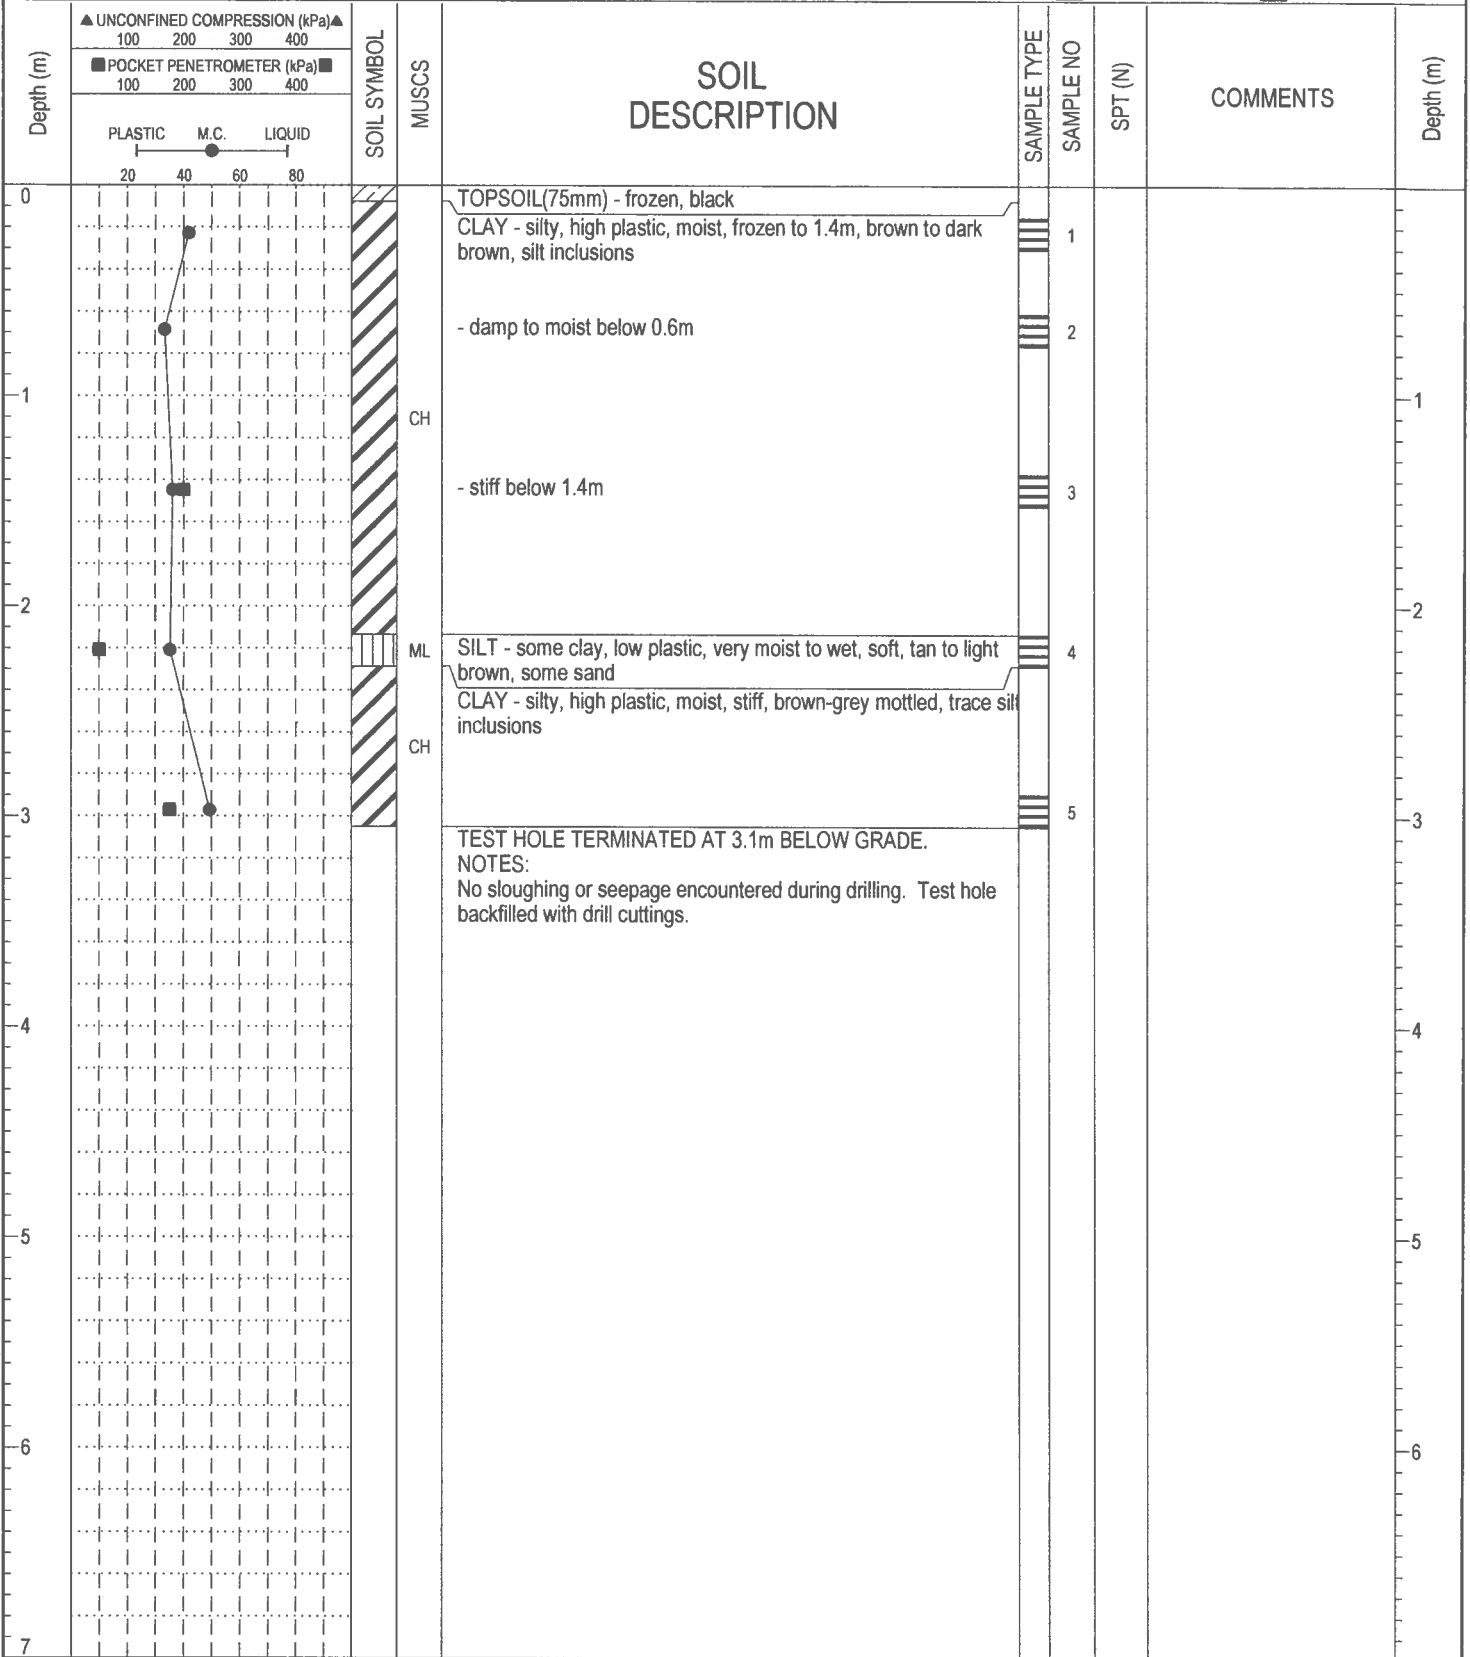 ▲ UNCONFINED COMPRESSION (kPa) ▲
100 200 300 400
■ POCKET PENETROMETER (kPa) ■
100 200 300 400
PLASTIC M.C. LIQUID
20 40 60 80
Depth (m)
SOIL SYMBOL
MUSCS
SOIL
DESCRIPTION
SAMPLE TYPE
SAMPLE NO
SPT (N)
COMMENTS
Depth (m)
0
TOPSOIL(75mm) - frozen, black
CLAY - silty, high plastic, moist, frozen to 1.4m, brown to dark
brown, silt inclusions
1
- damp to moist below 0.6m
2
1
1
CH
- stiff below 1.4m
3
2
2
ML
SILT - some clay, low plastic, very moist to wet, soft, tan to light
brown, some sand
4
CLAY - silty, high plastic, moist, stiff, brown-grey mottled, trace silt
inclusions
CH
5
3
3
TEST HOLE TERMINATED AT 3.1m BELOW GRADE.
NOTES:
No sloughing or seepage encountered during drilling. Test hole
backfilled with drill cuttings.
4
4
5
5
6
6
7